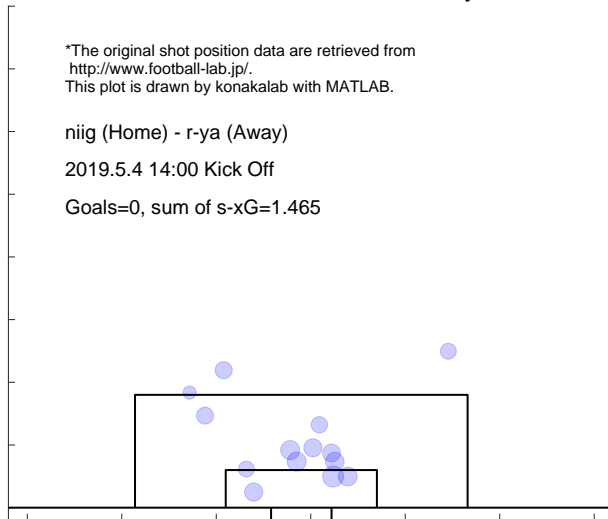 *The original shot position data are retrieved from
http://www.football-lab.jp/.
This plot is drawn by konakalab with MATLAB.
niig (Home) - r-ya (Away)
2019.5.4 14:00 Kick Off
Goals=0, sum of s-xG=1.465